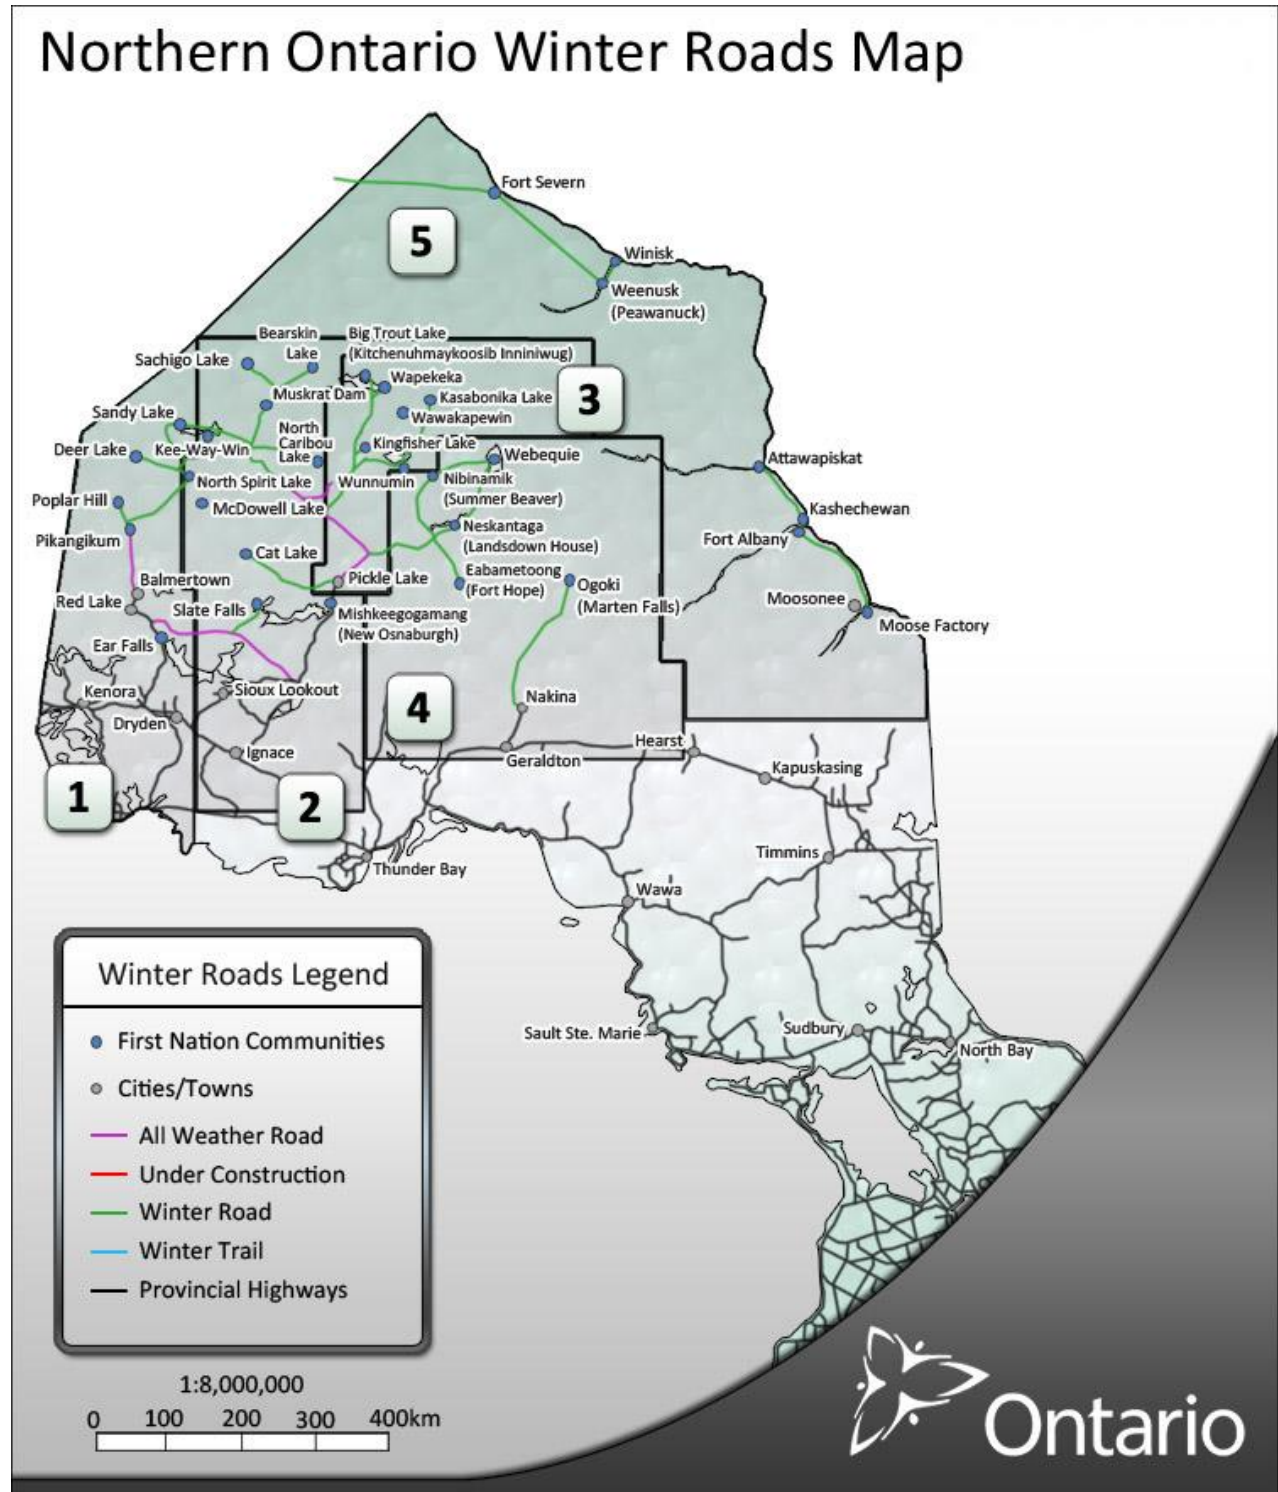 Northern Ontario Winter Roads Map
Fort Severn
5
Winisk
Weenusk
(Peawanuck)
Bearskin
Lake
Big Trout Lake
(Kitchenuhmaykoosib Inniniwug)
Sachigo Lake
Wapekeka
3
Muskrat Dam
Kasabonika Lake
Wawakapewin
Sandy Lake
North
Caribou
Lake
Deer Lake
Kee-Way-Win
Kingfisher Lake
Webequie
Attawapiskat
North Spirit Lake
Wunnumin
Nibinamik
(Summer Beaver)
Poplar Hill
McDowell Lake
Kashechewan
Pikangikum
Neskantaga
(Landsdown House)
Fort Albany
Cat Lake
Eabametoong
(Fort Hope)
Ogoki
(Marten Falls)
Balmertown
Pickle Lake
Red Lake
Slate Falls
Mishkeegogamang
(New Osnaburgh)
Moosonee
Moose Factory
Ear Falls
Kenora
Sioux Lookout
4
Nakina
Dryden
Ignace
Hearst
Geraldton
Kapuskasing
1
2
Thunder Bay
Timmins
Wawa
Sault Ste. Marie
Sudbury
North Bay
Winter Roads Legend
First Nation Communities
Cities/Towns
All Weather Road
Under Construction
Winter Road
Winter Trail
Provincial Highways
1:8,000,000
0 100 200 300 400km
Ontario